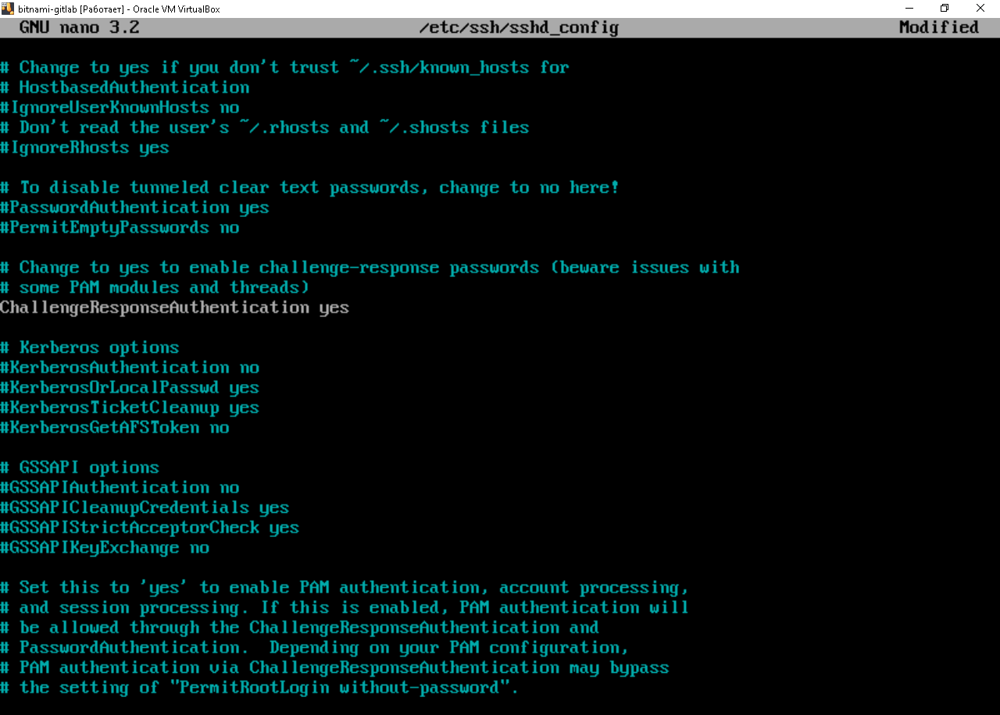 bitnami-gitlab [Работает] - Oracle VM VirtualBox
GNU nano 3.2 /etc/ssh/sshd_config Modified
# Change to yes if you don't trust ~/.ssh/known_hosts for
# HostbasedAuthentication
#IgnoreUserKnownHosts no
# Don't read the user's ~/.rhosts and ~/.shosts files
#IgnoreRhosts yes
# To disable tunneled clear text passwords, change to no here!
#PasswordAuthentication yes
#PermitEmptyPasswords no
# Change to yes to enable challenge-response passwords (beware issues with
# some PAM modules and threads)
ChallengeResponseAuthentication yes
# Kerberos options
#KerberosAuthentication no
#KerberosOrLocalPasswd yes
#KerberosTicketCleanup yes
#KerberosGetAFSToken no
# GSSAPI options
#GSSAPIAuthentication no
#GSSAPICleanupCredentials yes
#GSSAPIStrictAcceptorCheck yes
#GSSAPIKeyExchange no
# Set this to 'yes' to enable PAM authentication, account processing,
# and session processing. If this is enabled, PAM authentication will
# be allowed through the ChallengeResponseAuthentication and
# PasswordAuthentication.  Depending on your PAM configuration,
# PAM authentication via ChallengeResponseAuthentication may bypass
# the setting of "PermitRootLogin without-password".